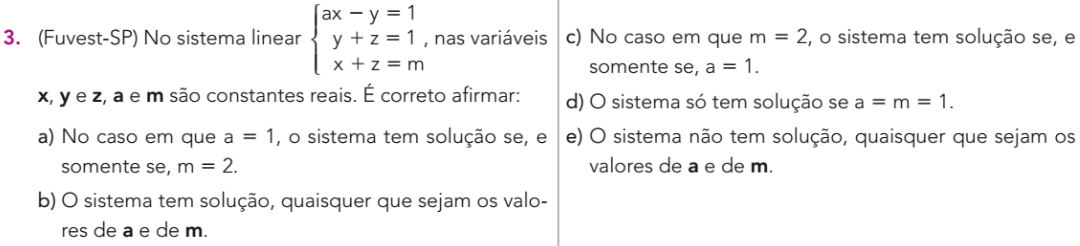 3. (Fuvest-SP) No sistema linear { ax − y = 1
y + z = 1 , nas variáveis
x + z = m
x, y e z, a e m são constantes reais. É correto afirmar:
a) No caso em que a = 1, o sistema tem solução se, e
somente se, m = 2.
b) O sistema tem solução, quaisquer que sejam os valo-
res de a e de m.
c) No caso em que m = 2, o sistema tem solução se, e
somente se, a = 1.
d) O sistema só tem solução se a = m = 1.
e) O sistema não tem solução, quaisquer que sejam os
valores de a e de m.